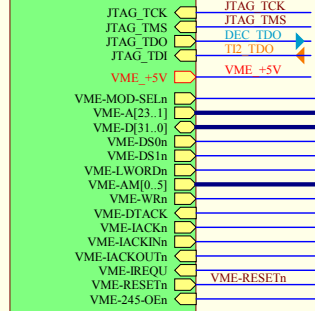 JTAG_TCK JTAG_TCK
JTAG_TMS JTAG_TMS
JTAG_TDO DEC_TDO
JTAG_TDI TI2_TDO
VME_+5V VME_+5V
VME-MOD-SELn
VME-A[23..1]
VME-D[31..0]
VME-DS0n
VME-DS1n
VME-LWORDn
VME-AM[0..5]
VME-WRn
VME-DTACK
VME-IACKn
VME-IACKINn
VME-IACKOUTn
VME-IREQU
VME-RESETn VME-RESETn
VME-245-OEn